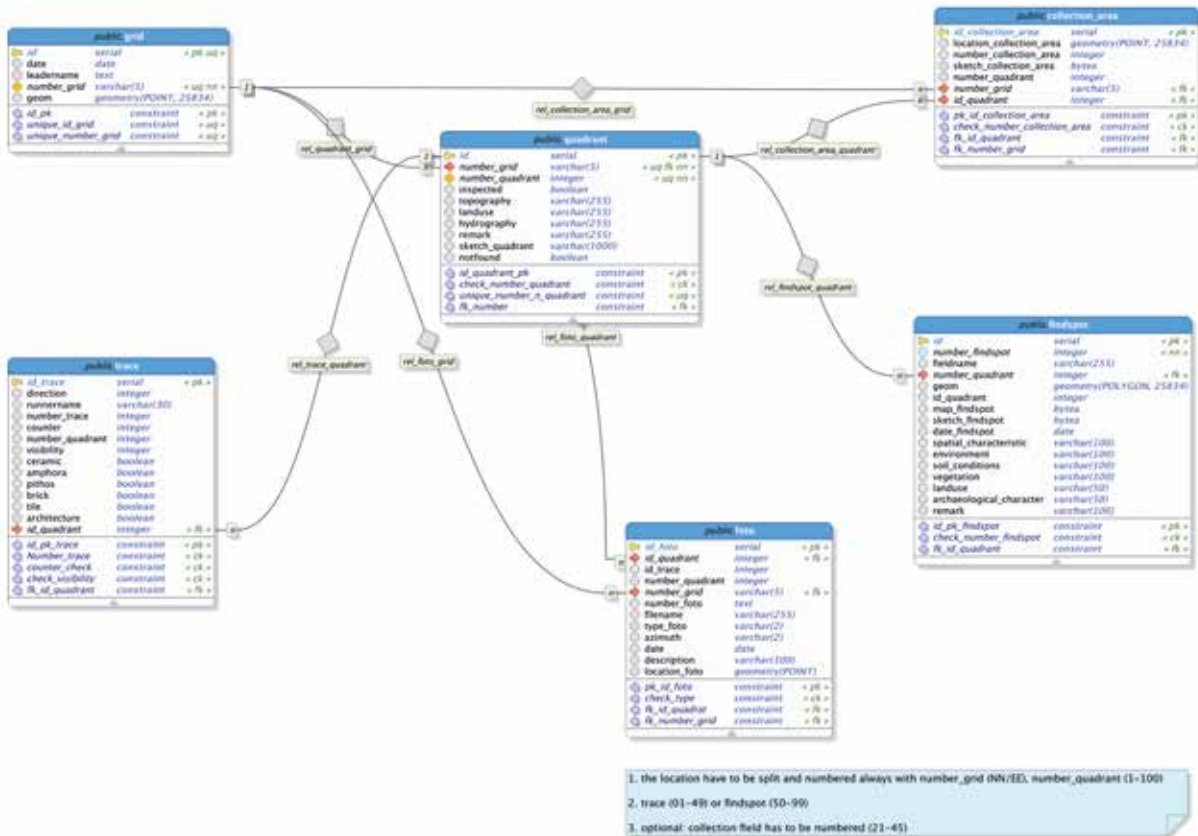 public.grid
id serial « pk uq »
date date
leadername text
number_grid varchar(5) « uq nn »
geom geometry(POINT, 25834)
id_pk constraint « pk »
unique_id_grid constraint « uq »
unique_number_grid constraint « uq »
public.collection_area
id_collection_area serial « pk »
location_collection_area geometry(POINT, 25834)
number_collection_area integer
sketch_collection_area bytea
number_quadrant integer
number_grid varchar(5) « fk »
id_quadrant integer « fk »
pk_id_collection_area constraint « pk »
check_number_collection_area constraint « ck »
fk_id_quadrant constraint « fk »
fk_number_grid constraint « fk »
rel_collection_area_grid
rel_quadrant_grid
rel_collection_area_quadrant
public.quadrant
id serial « pk »
number_grid varchar(5) « uq fk nn »
number_quadrant integer « uq nn »
inspected boolean
topography varchar(255)
landuse varchar(255)
hydrography varchar(255)
remark varchar(255)
sketch_quadrant varchar(1000)
notfound boolean
id_quadrant_pk constraint « pk »
check_number_quadrant constraint « ck »
unique_number_n_quadrant constraint « uq »
fk_number constraint « fk »
rel_findspot_quadrant
rel_foto_quadrant
rel_trace_quadrant
rel_foto_grid
public.trace
id_trace serial « pk »
direction integer
runnername varchar(30)
number_trace integer
counter integer
number_quadrant integer
visibility integer
ceramic boolean
amphora boolean
pithos boolean
brick boolean
tile boolean
architecture boolean
id_quadrant integer « fk »
id_pk_trace constraint « pk »
Number_trace constraint « ck »
counter_check constraint « ck »
check_visibility constraint « ck »
fk_id_quadrant constraint « fk »
public.findspot
id serial « pk »
number_findspot integer « nn »
fieldname varchar(255)
number_quadrant integer « fk »
geom geometry(POLYGON, 25834)
id_quadrant integer
map_findspot bytea
sketch_findspot bytea
date_findspot date
spatial_characteristic varchar(100)
environment varchar(100)
soil_conditions varchar(100)
vegetation varchar(100)
landuse varchar(50)
archaeological_character varchar(50)
remark varchar(100)
id_pk_findspot constraint « pk »
check_number_findspot constraint « ck »
fk_id_quadrant constraint « fk »
public.foto
id_foto serial « pk »
id_quadrant integer « fk »
id_trace integer
number_quadrant integer
number_grid varchar(5) « fk »
number_foto text
filename varchar(255)
type_foto varchar(2)
azimuth varchar(2)
date date
description varchar(100)
location_foto geometry(POINT)
pk_id_foto constraint « pk »
check_type constraint « ck »
fk_id_quadrat constraint « fk »
fk_number_grid constraint « fk »
1. the location have to be split and numbered always with number_grid (NN/EE), number_quadrant (1-100)
2. trace (01-49) or findspot (50-99)
3. optional: collection field has to be numbered (21-45)